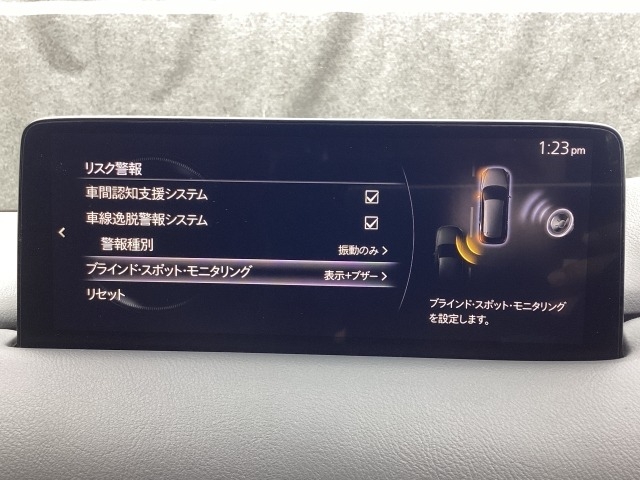 1:23pm
リスク警報
車間認知支援システム
車線逸脱警報システム
警報種別 振動のみ
ブラインド・スポット・モニタリング 表示+ブザー
リセット
ブラインド・スポット・モニタリング
を設定します。